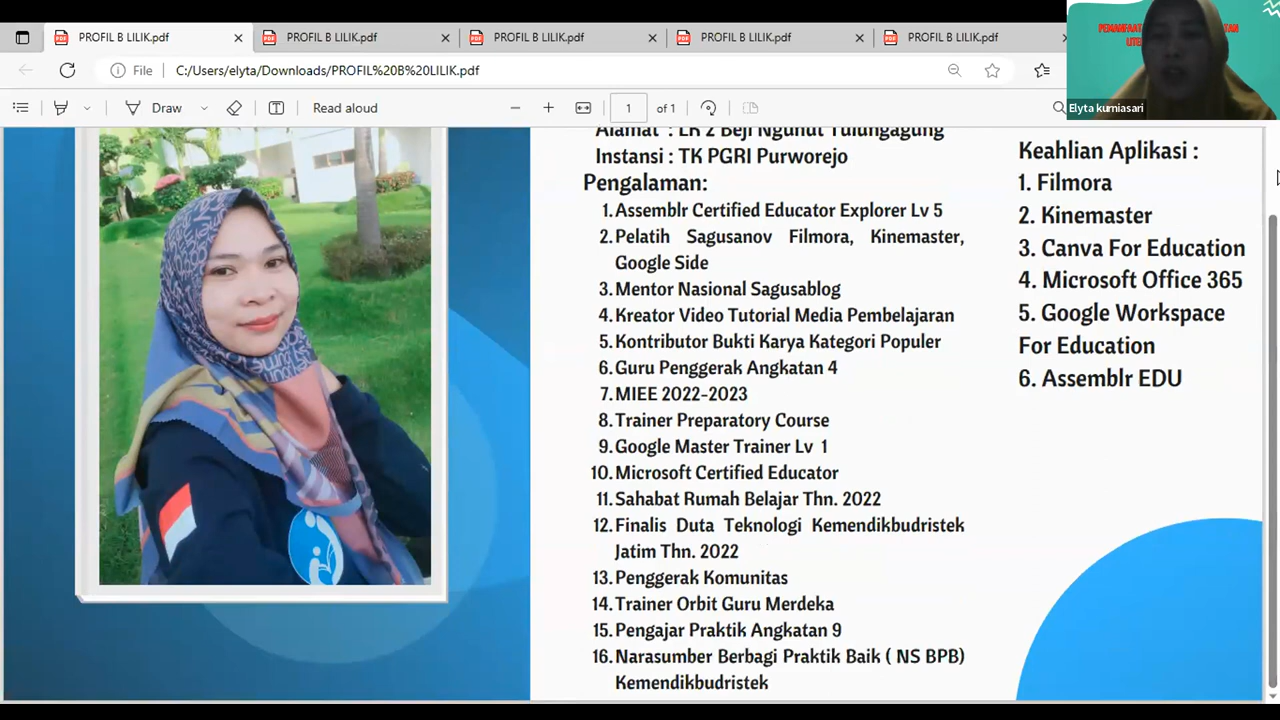 PROFIL B LILIK.pdf
PROFIL B LILIK.pdf
PROFIL B LILIK.pdf
PROFIL B LILIK.pdf
PROFIL B LILIK.pdf
File
C:/Users/elyta/Downloads/PROFIL%20B%20LILIK.pdf
Draw
Read aloud
1
of 1
Elyta kurniasari
Alamat : LK 2 Beji Ngunut Tulungagung
Instansi : TK PGRI Purworejo
Pengalaman:
1. Assemblr Certified Educator Explorer Lv 5
2. Pelatih Sagusanov Filmora, Kinemaster,
Google Side
3. Mentor Nasional Sagusablog
4. Kreator Video Tutorial Media Pembelajaran
5. Kontributor Bukti Karya Kategori Populer
6. Guru Penggerak Angkatan 4
7. MIEE 2022-2023
8. Trainer Preparatory Course
9. Google Master Trainer Lv 1
10. Microsoft Certified Educator
11. Sahabat Rumah Belajar Thn. 2022
12. Finalis Duta Teknologi Kemendikbudristek
Jatim Thn. 2022
13. Penggerak Komunitas
14. Trainer Orbit Guru Merdeka
15. Pengajar Praktik Angkatan 9
16. Narasumber Berbagi Praktik Baik ( NS BPB)
Kemendikbudristek
Keahlian Aplikasi :
1. Filmora
2. Kinemaster
3. Canva For Education
4. Microsoft Office 365
5. Google Workspace
For Education
6. Assemblr EDU